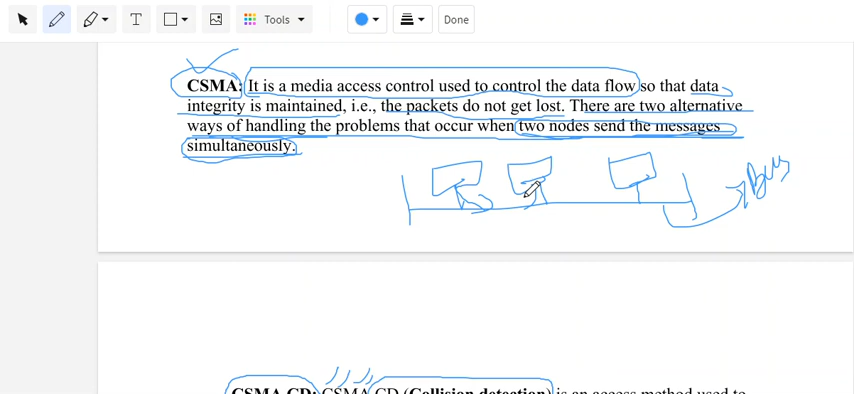 Tools
Done
CSMA: It is a media access control used to control the data flow so that data
integrity is maintained, i.e., the packets do not get lost. There are two alternative
ways of handling the problems that occur when two nodes send the messages
simultaneously.
Bus
CSMA CD: CSMA CD (Collision detection) is an access method used to